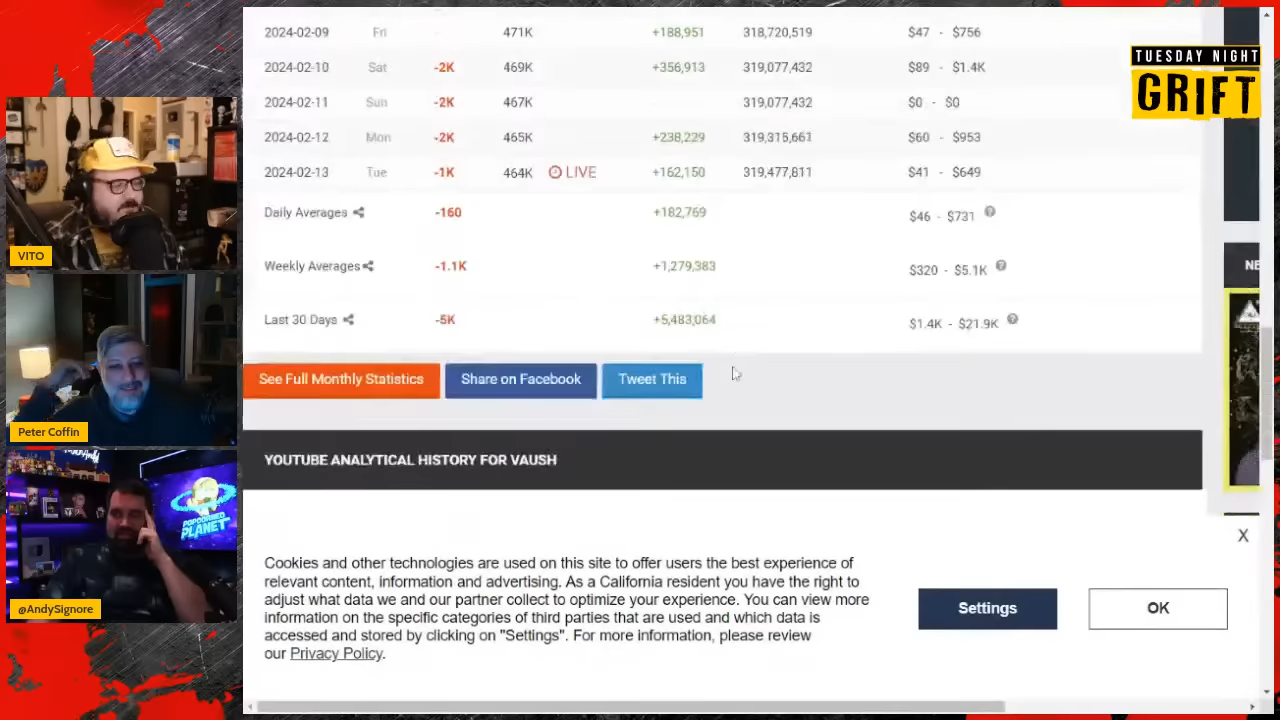 2024-02-09 Fri - 471K +188,951 318,720,519 $47 - $756
2024-02-10 Sat -2K 469K +356,913 319,077,432 $89 - $1.4K
2024-02-11 Sun -2K 467K 319,077,432 $0 - $0
2024-02-12 Mon -2K 465K +238,229 319,315,661 $60 - $953
2024-02-13 Tue -1K 464K LIVE +162,150 319,477,811 $41 - $649
Daily Averages -160 +182,769 $46 - $731
Weekly Averages -1.1K +1,279,383 $320 - $5.1K
Last 30 Days -5K +5,483,064 $1.4K - $21.9K
See Full Monthly Statistics Share on Facebook Tweet This
YOUTUBE ANALYTICAL HISTORY FOR VAUSH
Cookies and other technologies are used on this site to offer users the best experience of
relevant content, information and advertising. As a California resident you have the right to
adjust what data we and our partner collect to optimize your experience. You can view more
information on the specific categories of third parties that are used and which data is
accessed and stored by clicking on "Settings". For more information, please review
our Privacy Policy.
Settings OK
X
NE
TUESDAY NIGHT
GRIFT
VITO
Peter Coffin
POPCORNED
PLANET
@AndySignore